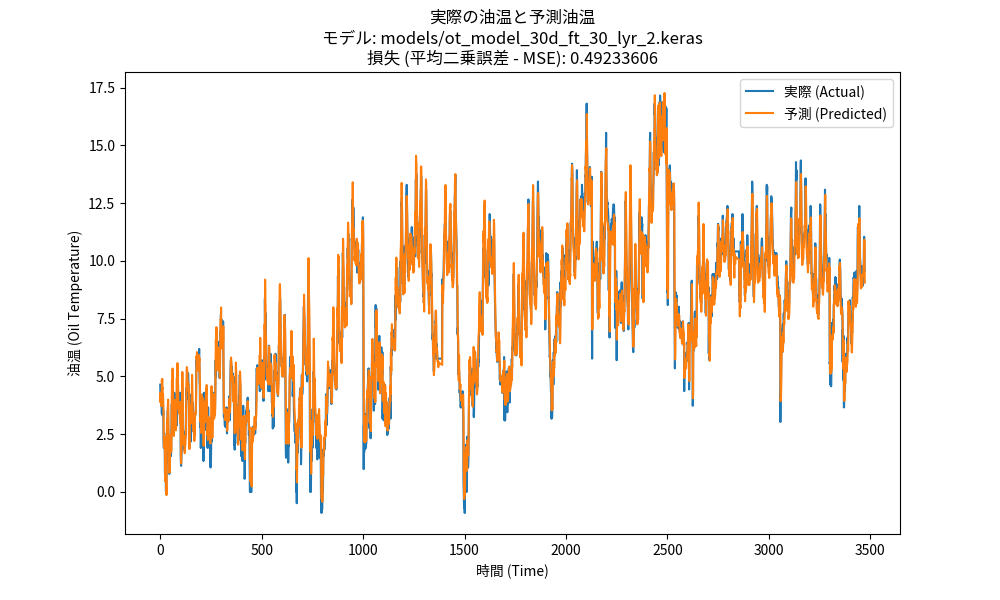 実際の油温と予測油温
モデル: models/ot_model_30d_ft_30_lyr_2.keras
損失 (平均二乗誤差 - MSE): 0.49233606
実際 (Actual)
予測 (Predicted)
油温 (Oil Temperature)
17.5
15.0
12.5
10.0
7.5
5.0
2.5
0.0
0
500
1000
1500
2000
2500
3000
3500
時間 (Time)